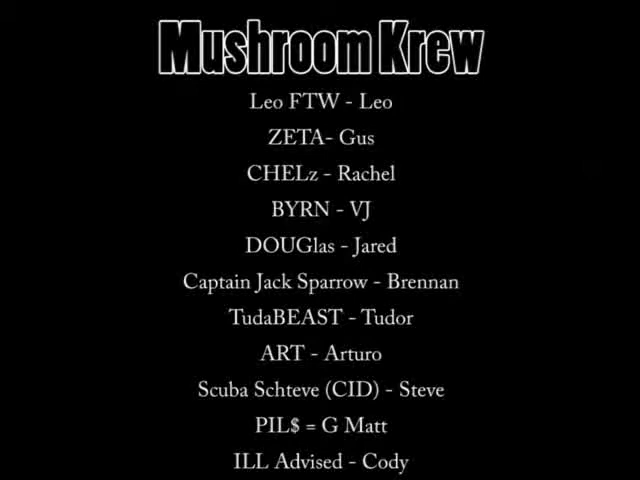 Mushroom Krew
Leo FTW - Leo
ZETA- Gus
CHELz - Rachel
BYRN - VJ
DOUGlas - Jared
Captain Jack Sparrow - Brennan
TudaBEAST - Tudor
ART - Arturo
Scuba Schteve (CID) - Steve
PIL$ = G Matt
ILL Advised - Cody